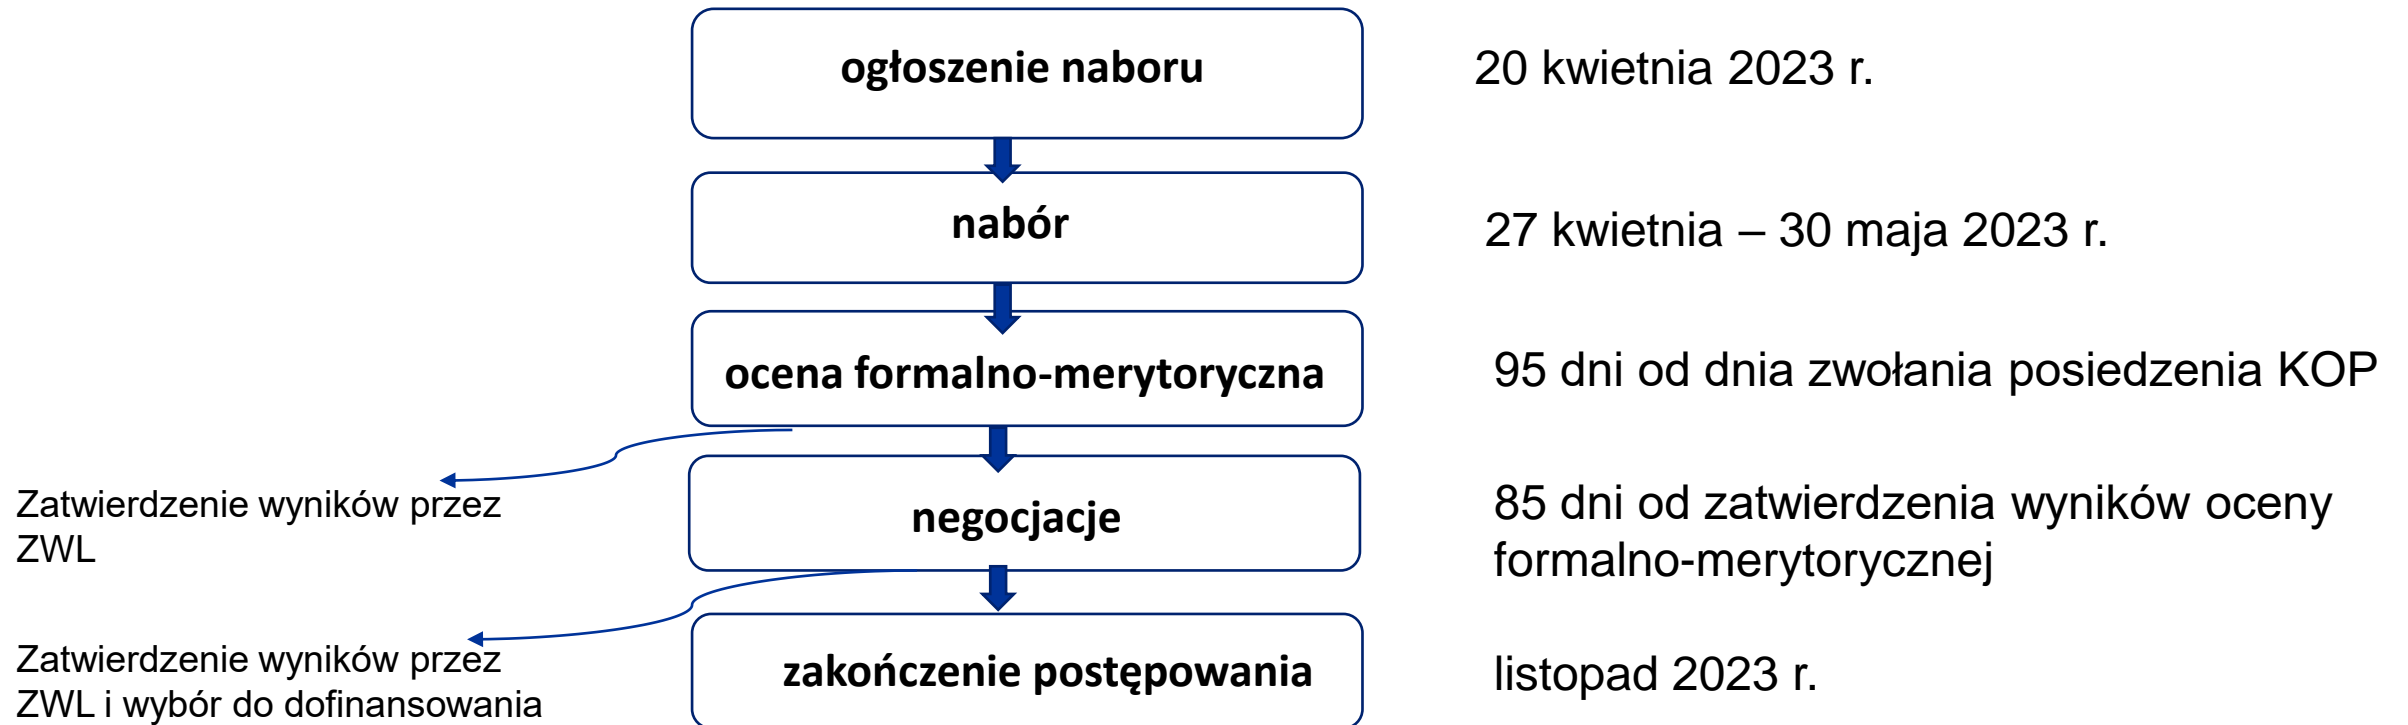 ogłoszenie naboru
20 kwietnia 2023 r.
nabór
27 kwietnia – 30 maja 2023 r.
ocena formalno-merytoryczna
95 dni od dnia zwołania posiedzenia KOP
Zatwierdzenie wyników przez
ZWL
negocjacje
85 dni od zatwierdzenia wyników oceny
formalno-merytorycznej
Zatwierdzenie wyników przez
ZWL i wybór do dofinansowania
zakończenie postępowania
listopad 2023 r.